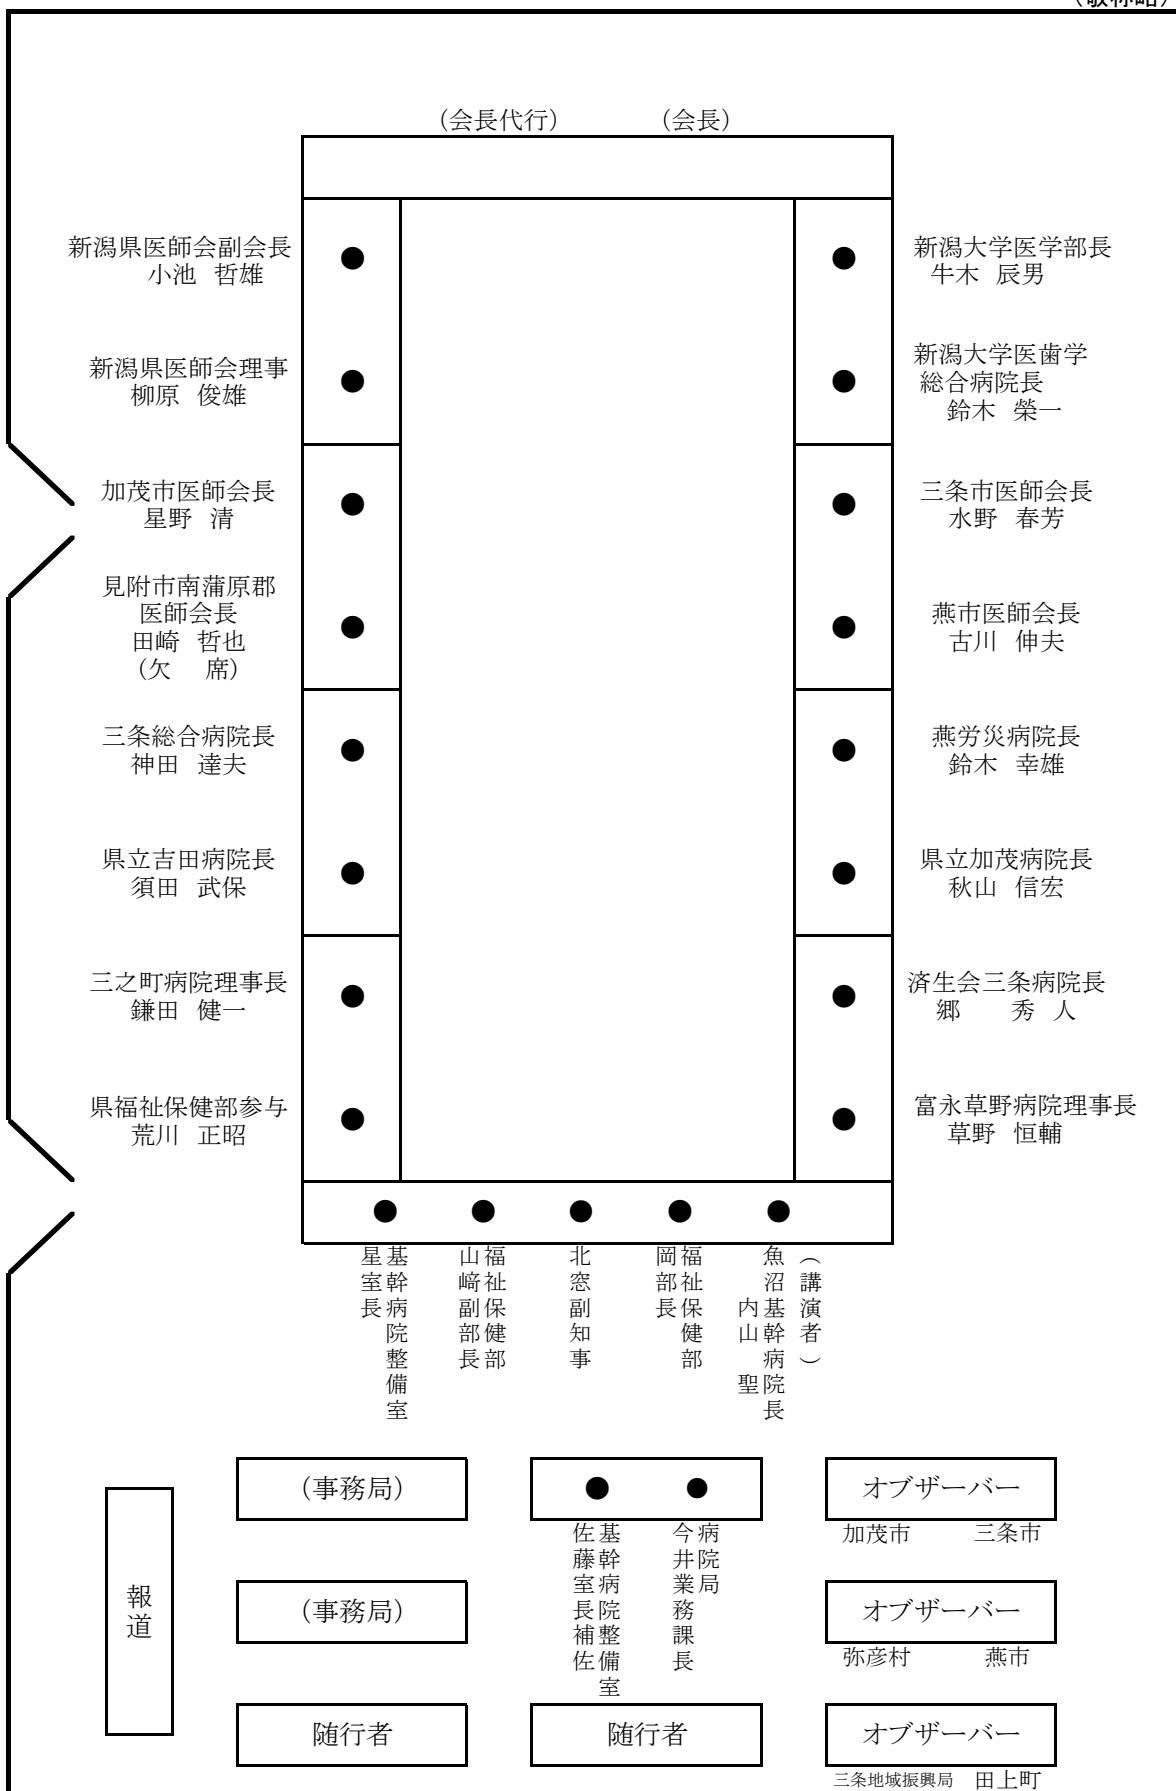 （敬称略）
（会長代行）
（会長）
新潟県医師会副会長
小池 哲雄
新潟大学医学部長
牛木 辰男
新潟県医師会理事
柳原 俊雄
新潟大学医歯学
総合病院長
鈴木 榮一
加茂市医師会長
星野 清
三条市医師会長
水野 春芳
見附市南蒲原郡
医師会長
田崎 哲也
（欠 席）
燕市医師会長
古川 伸夫
三条総合病院長
神田 達夫
燕労災病院長
鈴木 幸雄
県立吉田病院長
須田 武保
県立加茂病院長
秋山 信宏
三之町病院理事長
鎌田 健一
済生会三条病院長
郷 秀 人
県福祉保健部参与
荒川 正昭
富永草野病院理事長
草野 恒輔
基幹病院整備室
星室長
福祉保健部
山﨑副部長
北窓副知事
福祉保健部
岡部長
（講演者）
魚沼基幹病院長
内山 聖
（事務局）
オブザーバー
加茂市 三条市
基幹病院整備室
佐藤室長補佐
病院局
今井業務課長
報道
（事務局）
オブザーバー
弥彦村 燕市
随行者
随行者
オブザーバー
三条地域振興局 田上町